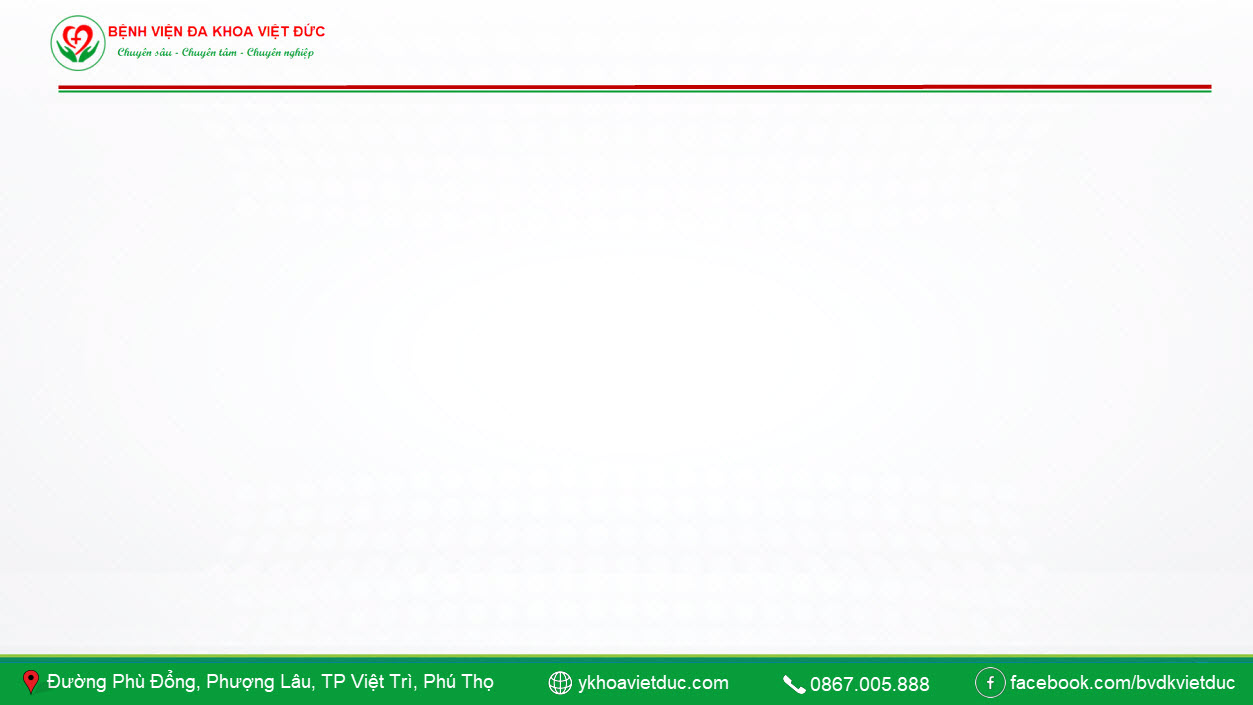 BỆNH VIỆN ĐA KHOA VIỆT ĐỨC
Chuyên sâu - Chuyên tâm - Chuyên nghiệp
Đường Phù Đổng, Phượng Lâu, TP Việt Trì, Phú Thọ
ykhoavietduc.com
0867.005.888
facebook.com/bvdkvietduc